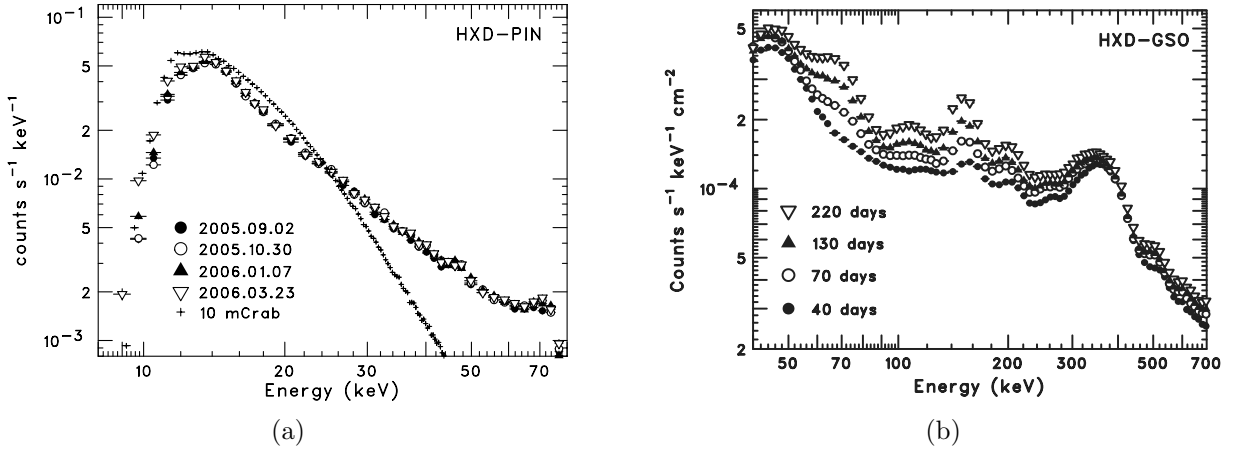 HXD-PIN
10⁻¹
5
2
10⁻²
5
2
10⁻³
counts s⁻¹ keV⁻¹
2005.09.02
2005.10.30
2006.01.07
2006.03.23
10 mCrab
10 20 30 40 50 70
Energy (keV)
(a)
HXD-GSO
5
2
10⁻⁴
5
2
Counts s⁻¹ keV⁻¹ cm⁻²
220 days
130 days
70 days
40 days
50 70 100 200 300 500 700
Energy (keV)
(b)